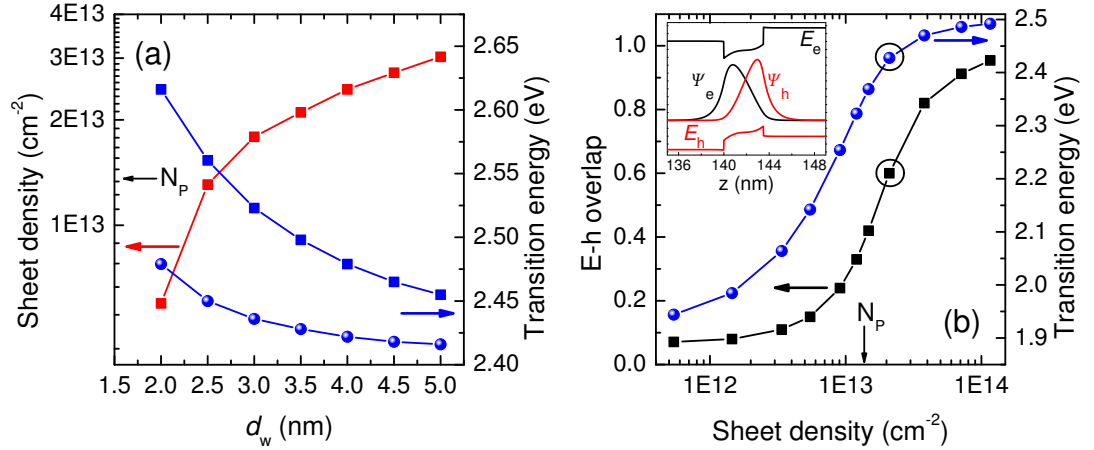 (a)
Sheet density (cm⁻²)
3E13
2E13
1E13
N_P
1.5 2.0 2.5 3.0 3.5 4.0 4.5 5.0
d_w (nm)
2.65
2.60
2.55
2.50
2.45
2.40
Transition energy (eV)
(b)
E-h overlap
1.0
0.8
0.6
0.4
0.2
0.0
E_e
Ψ_e
Ψ_h
E_h
136 140 144 148
z (nm)
N_P
1E12 1E13 1E14
Sheet density (cm⁻²)
2.5
2.4
2.3
2.2
2.1
2.0
1.9
Transition energy (eV)